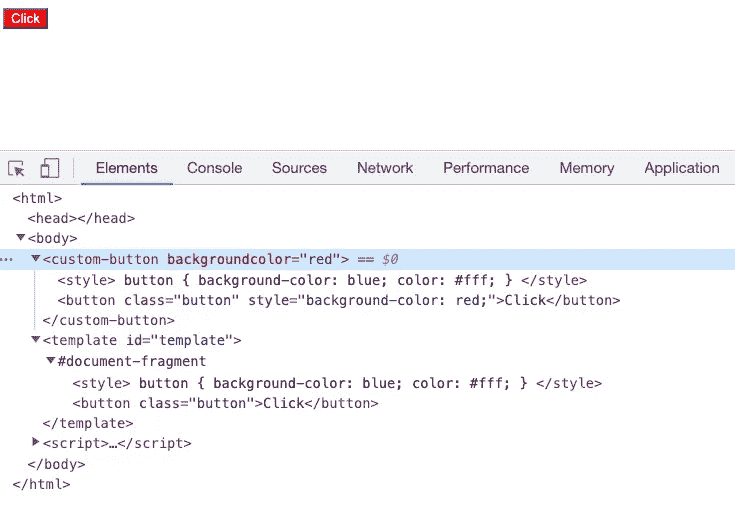 Click
Elements Console Sources Network Performance Memory Application
<html>
<head></head>
<body>
<custom-button backgroundcolor="red"> == $0
<style> button { background-color: blue; color: #fff; } </style>
<button class="button" style="background-color: red;">Click</button>
</custom-button>
<template id="template">
#document-fragment
<style> button { background-color: blue; color: #fff; } </style>
<button class="button">Click</button>
</template>
<script>…</script>
</body>
</html>